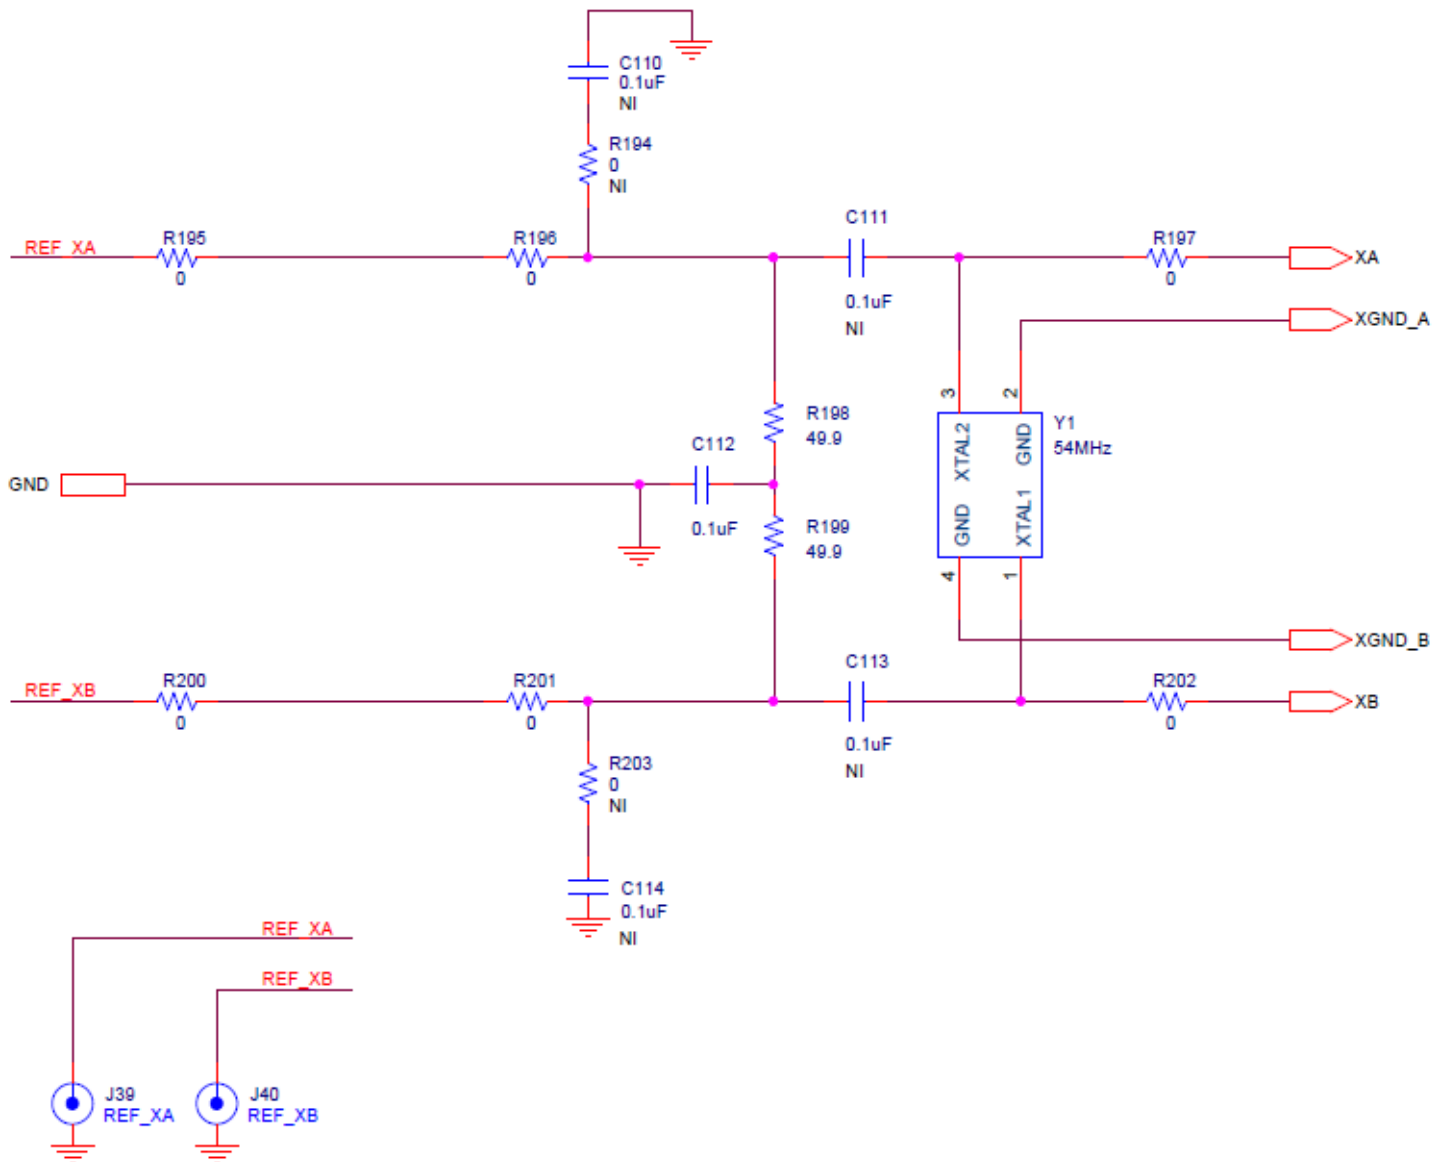 C110
0.1uF
NI
R194
0
NI
REF_XA
R195
0
R196
0
C111
0.1uF
NI
R197
0
XA
XGND_A
3
2
XTAL2
GND
GND
XTAL1
4
1
Y1
54MHz
R198
49.9
C112
0.1uF
GND
R199
49.9
XGND_B
REF_XB
R200
0
R201
0
C113
0.1uF
NI
R202
0
XB
R203
0
NI
C114
0.1uF
NI
REF_XA
REF_XB
J39
REF_XA
J40
REF_XB